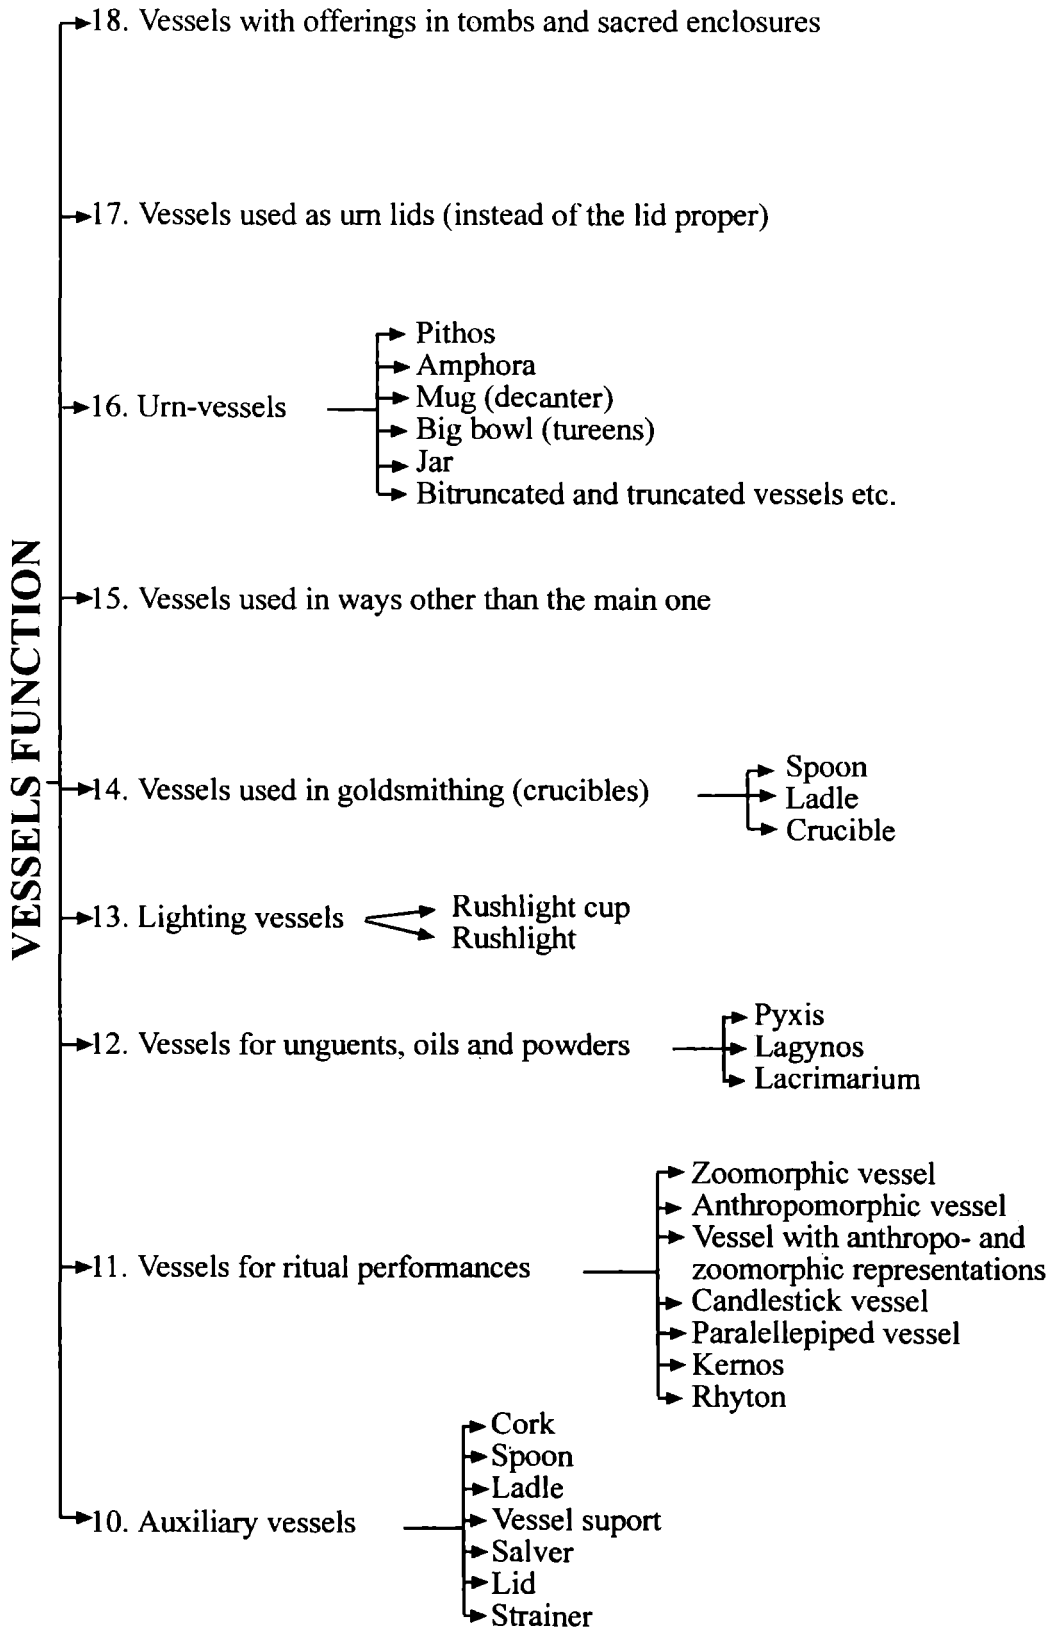 VESSELS FUNCTION
18. Vessels with offerings in tombs and sacred enclosures
17. Vessels used as urn lids (instead of the lid proper)
16. Urn-vessels
Pithos
Amphora
Mug (decanter)
Big bowl (tureens)
Jar
Bitruncated and truncated vessels etc.
15. Vessels used in ways other than the main one
14. Vessels used in goldsmithing (crucibles)
Spoon
Ladle
Crucible
13. Lighting vessels
Rushlight cup
Rushlight
12. Vessels for unguents, oils and powders
Pyxis
Lagynos
Lacrimarium
11. Vessels for ritual performances
Zoomorphic vessel
Anthropomorphic vessel
Vessel with anthropo- and
zoomorphic representations
Candlestick vessel
Paralellepiped vessel
Kernos
Rhyton
10. Auxiliary vessels
Cork
Spoon
Ladle
Vessel suport
Salver
Lid
Strainer